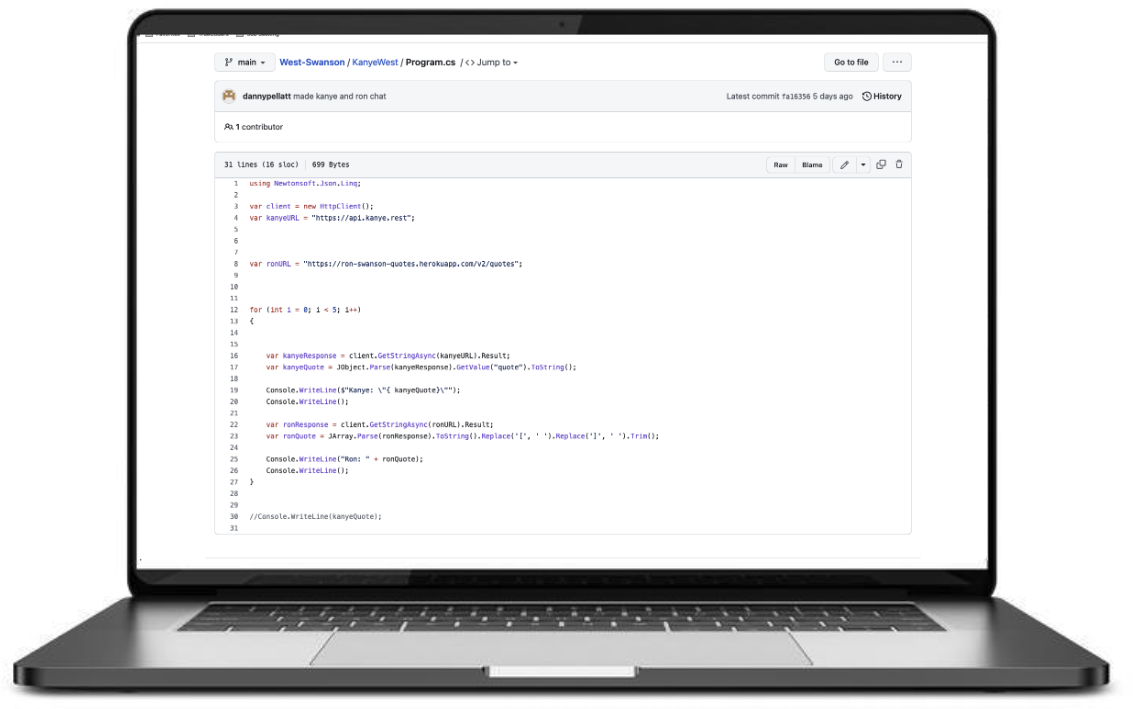 main
West-Swanson / KanyeWest / Program.cs / <> Jump to
Go to file
...
dannypellatt made kanye and ron chat
Latest commit fa16356 5 days ago
History
1 contributor
31 lines (16 sloc) 699 Bytes
Raw
Blame
1 using Newtonsoft.Json.Linq;
2
3 var client = new HttpClient();
4 var kanyeURL = "https://api.kanye.rest";
5
6
7
8 var ronURL = "https://ron-swanson-quotes.herokuapp.com/v2/quotes";
9
10
11
12 for (int i = 0; i < 5; i++)
13 {
14
15
16 var kanyeResponse = client.GetStringAsync(kanyeURL).Result;
17 var kanyeQuote = JObject.Parse(kanyeResponse).GetValue("quote").ToString();
18
19 Console.WriteLine($"Kanye: \"{ kanyeQuote}\"");
20 Console.WriteLine();
21
22 var ronResponse = client.GetStringAsync(ronURL).Result;
23 var ronQuote = JArray.Parse(ronResponse).ToString().Replace('[', ' ').Replace(']', ' ').Trim();
24
25 Console.WriteLine("Ron: " + ronQuote);
26 Console.WriteLine();
27 }
28
29
30 //Console.WriteLine(kanyeQuote);
31